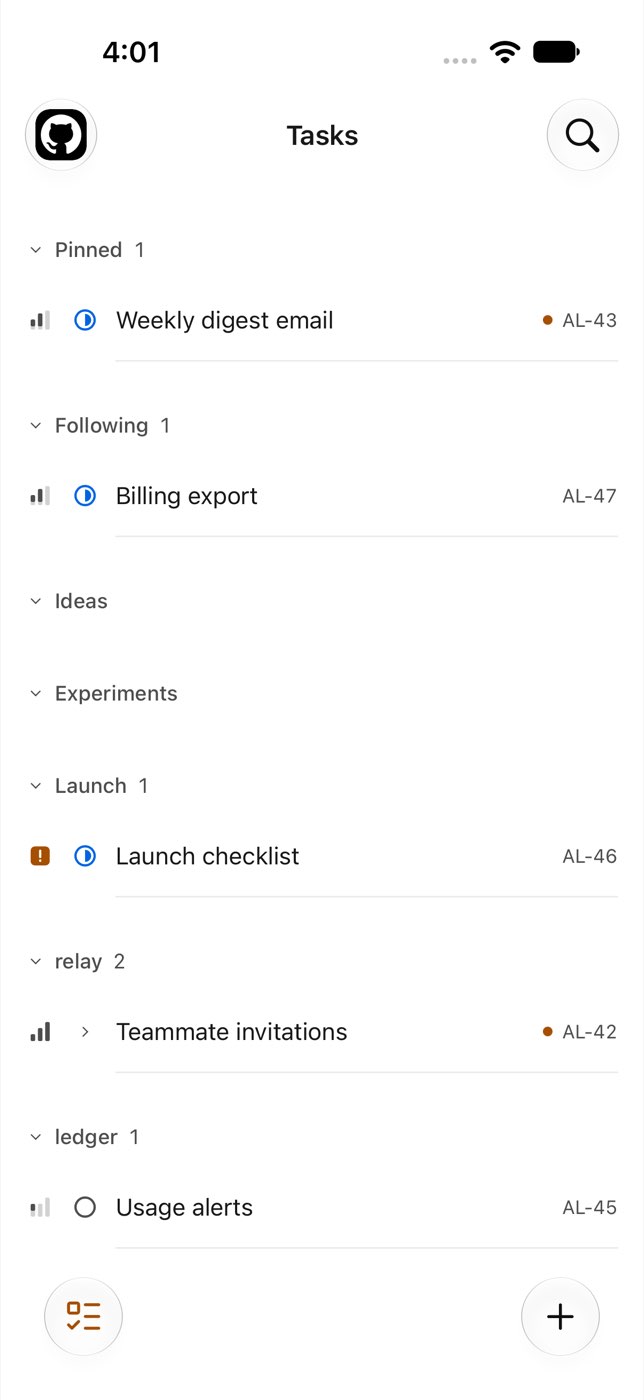 4:01
Tasks
Pinned 1
Weekly digest email AL-43
Following 1
Billing export AL-47
Ideas
Experiments
Launch 1
Launch checklist AL-46
relay 2
Teammate invitations AL-42
ledger 1
Usage alerts AL-45